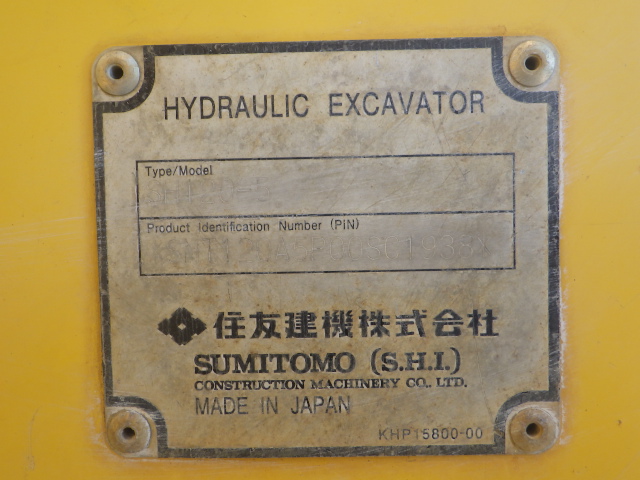 HYDRAULIC EXCAVATOR
Type/Model
Product Identification Number (PIN)
住友建機株式会社
SUMITOMO (S.H.I.)
CONSTRUCTION MACHINERY CO., LTD.
MADE IN JAPAN
KHP15800-00